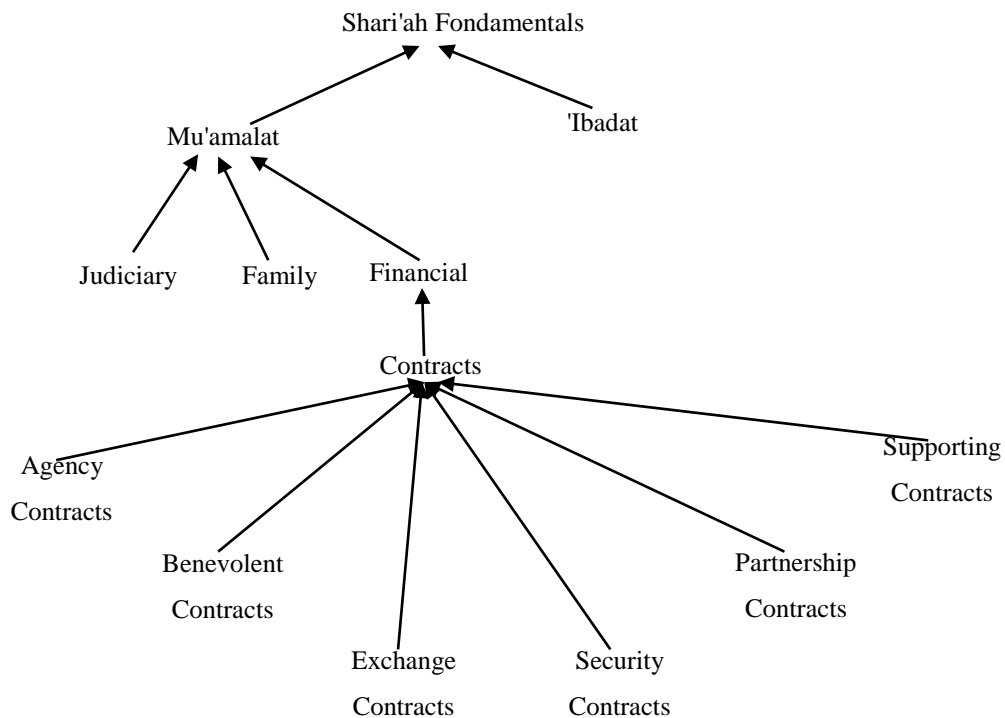 Shari'ah Fondamentals
Mu'amalat
'Ibadat
Judiciary
Family
Financial
Contracts
Agency
Contracts
Benevolent
Contracts
Exchange
Contracts
Security
Contracts
Partnership
Contracts
Supporting
Contracts